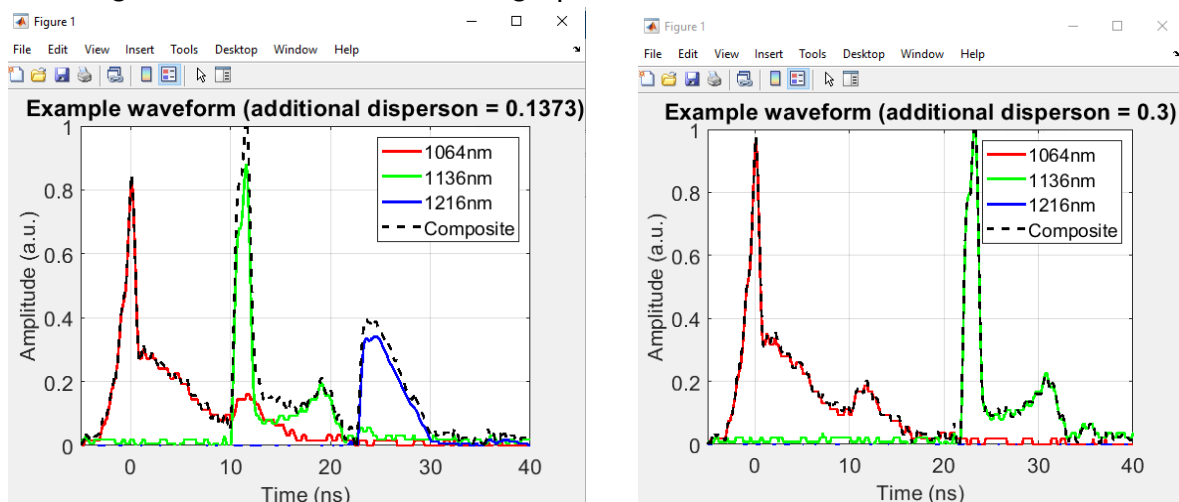 Figure 1
File Edit View Insert Tools Desktop Window Help
Example waveform (additional disperson = 0.1373)
1064nm
1136nm
1216nm
Composite
Amplitude (a.u.)
1
0.8
0.6
0.4
0.2
0
0 10 20 30 40
Time (ns)
Figure 1
File Edit View Insert Tools Desktop Window Help
Example waveform (additional disperson = 0.3)
1064nm
1136nm
1216nm
Composite
Amplitude (a.u.)
1
0.8
0.6
0.4
0.2
0
0 10 20 30 40
Time (ns)